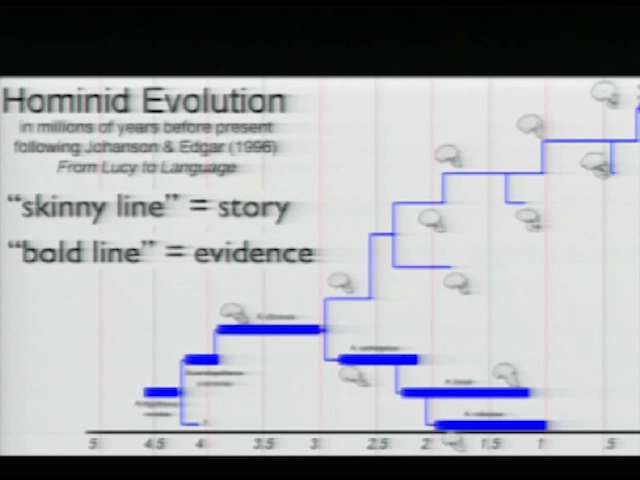 Hominid Evolution
in millions of years before present
following Johanson & Edgar (1996)
From Lucy to Language
"skinny line" = story
"bold line" = evidence
5 4.5 4 3.5 3 2.5 2 1.5 1 .5